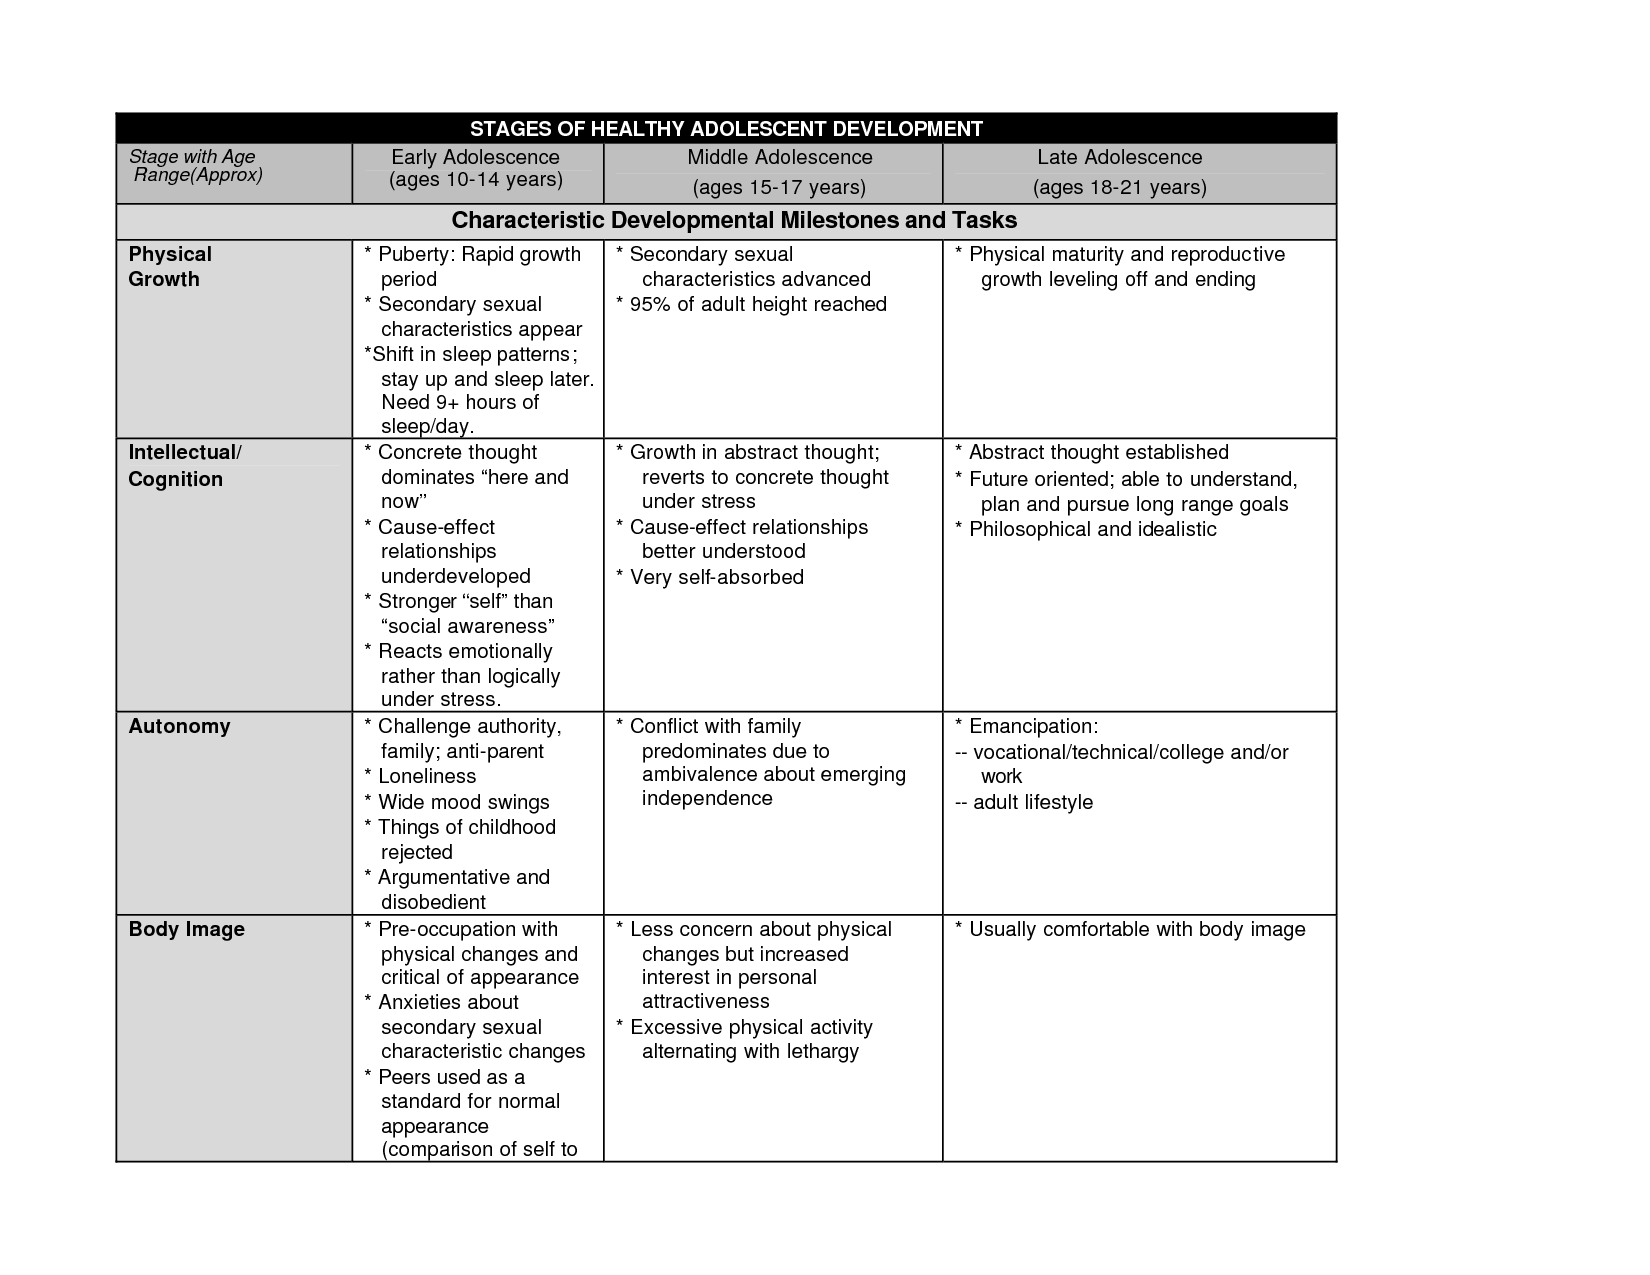 STAGES OF HEALTHY ADOLESCENT DEVELOPMENT
Stage with Age
Range(Approx)
Early Adolescence
(ages 10-14 years)
Middle Adolescence
(ages 15-17 years)
Late Adolescence
(ages 18-21 years)
Characteristic Developmental Milestones and Tasks
Physical
Growth
* Puberty: Rapid growth
period
* Secondary sexual
characteristics appear
*Shift in sleep patterns;
stay up and sleep later.
Need 9+ hours of
sleep/day.
* Secondary sexual
characteristics advanced
* 95% of adult height reached
* Physical maturity and reproductive
growth leveling off and ending
Intellectual/
Cognition
* Concrete thought
dominates “here and
now”
* Cause-effect
relationships
underdeveloped
* Stronger “self” than
“social awareness”
* Reacts emotionally
rather than logically
under stress.
* Growth in abstract thought;
reverts to concrete thought
under stress
* Cause-effect relationships
better understood
* Very self-absorbed
* Abstract thought established
* Future oriented; able to understand,
plan and pursue long range goals
* Philosophical and idealistic
Autonomy
* Challenge authority,
family; anti-parent
* Loneliness
* Wide mood swings
* Things of childhood
rejected
* Argumentative and
disobedient
* Conflict with family
predominates due to
ambivalence about emerging
independence
* Emancipation:
-- vocational/technical/college and/or
work
-- adult lifestyle
Body Image
* Pre-occupation with
physical changes and
critical of appearance
* Anxieties about
secondary sexual
characteristic changes
* Peers used as a
standard for normal
appearance
(comparison of self to
* Less concern about physical
changes but increased
interest in personal
attractiveness
* Excessive physical activity
alternating with lethargy
* Usually comfortable with body image